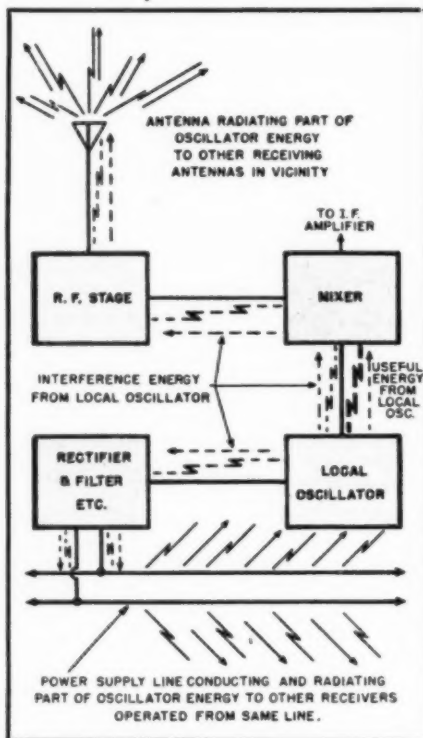 ANTENNA RADIATING PART OF
OSCILLATOR ENERGY
TO OTHER RECEIVING
ANTENNAS IN VICINITY
TO I.F.
AMPLIFIER
R. F. STAGE
MIXER
INTERFERENCE ENERGY
FROM LOCAL OSCILLATOR
USEFUL
ENERGY
FROM
LOCAL
OSC.
RECTIFIER
& FILTER
ETC.
LOCAL
OSCILLATOR
POWER SUPPLY LINE CONDUCTING AND RADIATING
PART OF OSCILLATOR ENERGY TO OTHER RECEIVERS
OPERATED FROM SAME LINE.